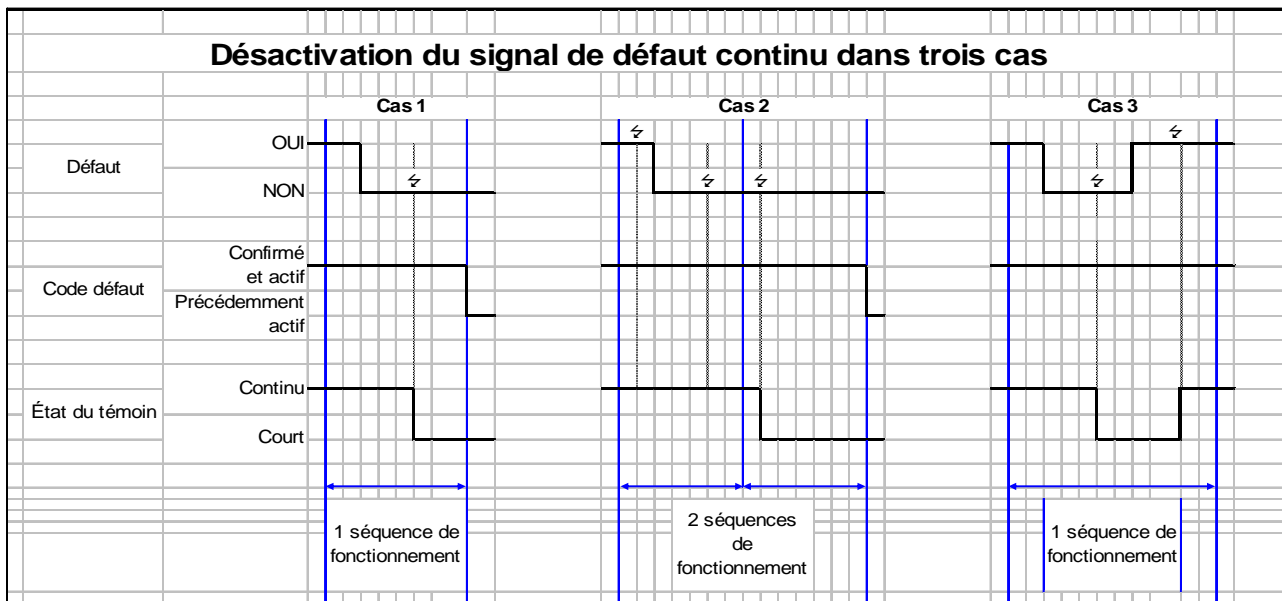 Désactivation du signal de défaut continu dans trois cas
Cas 1
Cas 2
Cas 3
Défaut
OUI
NON
Code défaut
Confirmé
et actif
Précédemment
actif
État du témoin
Continu
Court
1 séquence de
fonctionnement
2 séquences
de
fonctionnement
1 séquence de
fonctionnement